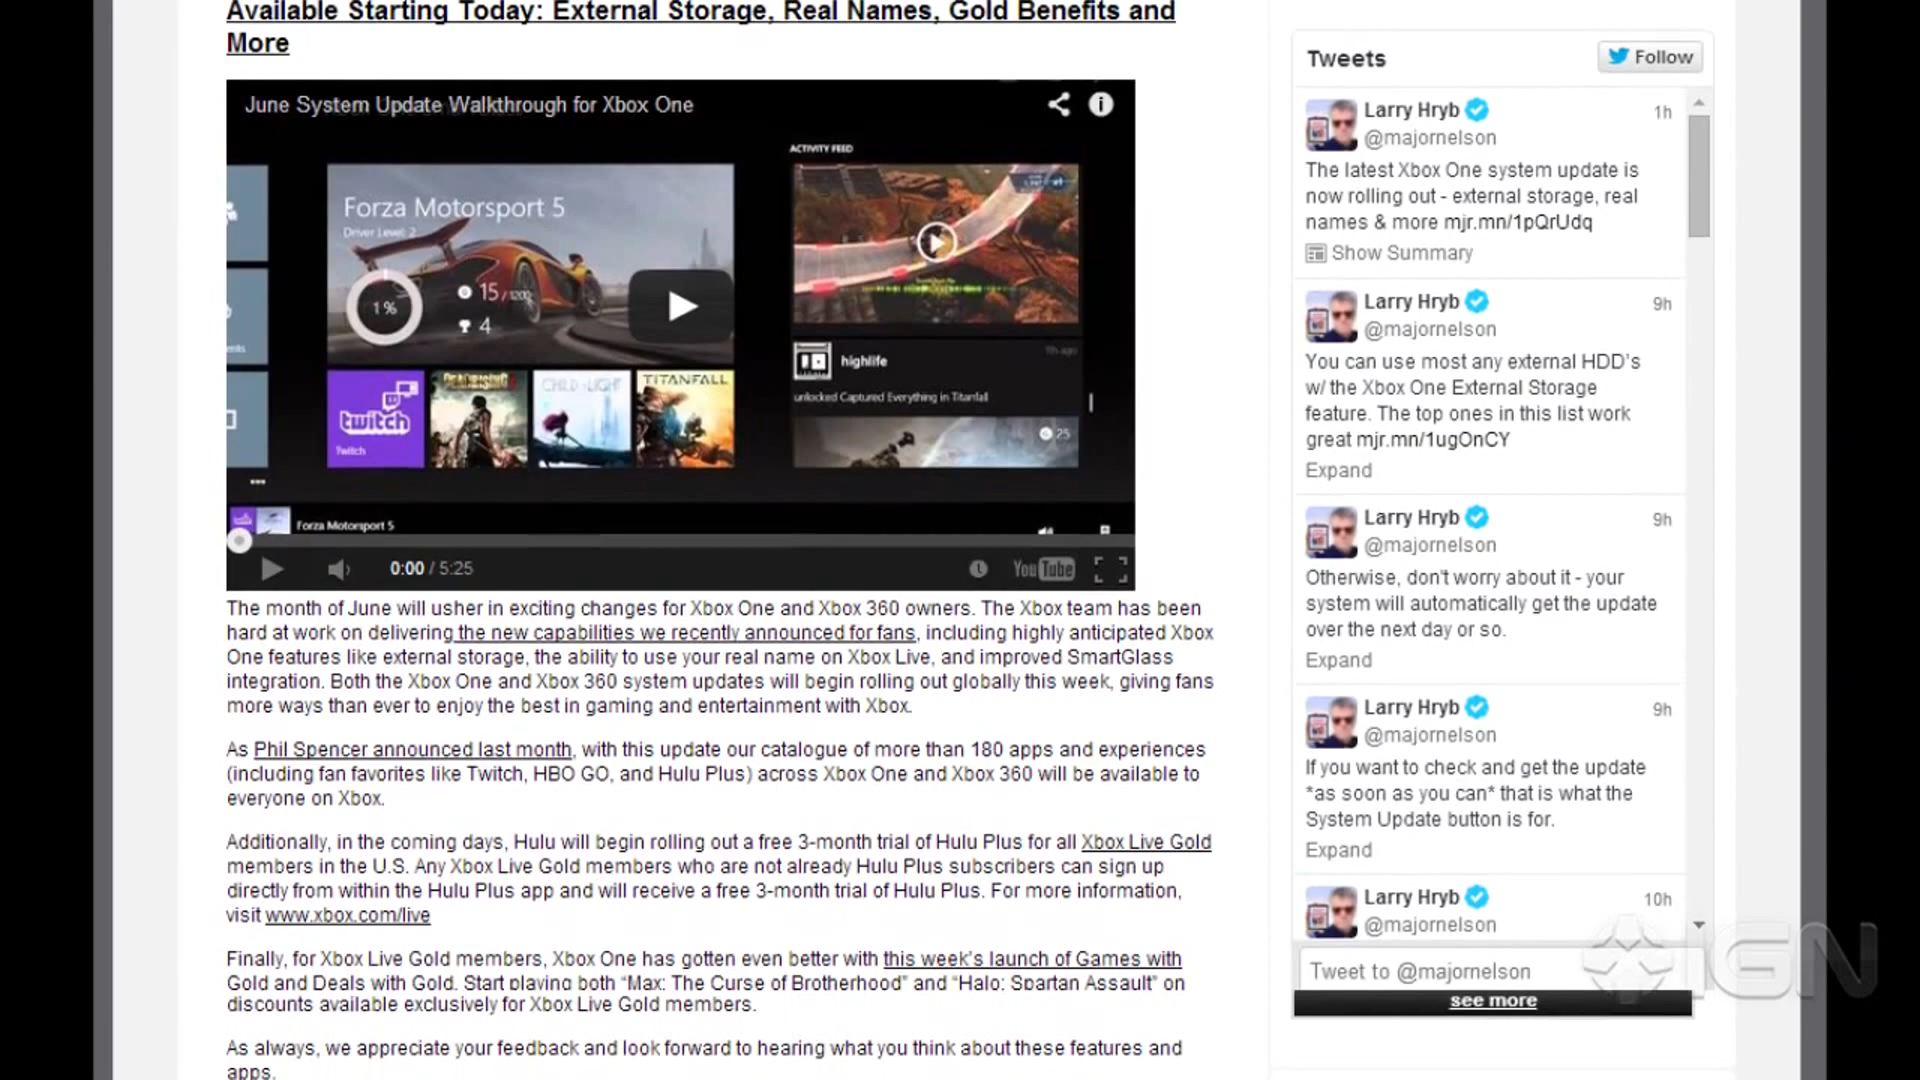 Available Starting Today: External Storage, Real Names, Gold Benefits and
More
June System Update Walkthrough for Xbox One
ACTIVITY FEED
Forza Motorsport 5
Driver Level: 2
1%
15/1200
4
highlife
unlocked Captured Everything in Titanfall
25
twitch
Twitch
CHILD of LIGHT
TITANFALL
Forza Motorsport 5
0:00 / 5:25
YouTube
The month of June will usher in exciting changes for Xbox One and Xbox 360 owners. The Xbox team has been
hard at work on delivering the new capabilities we recently announced for fans, including highly anticipated Xbox
One features like external storage, the ability to use your real name on Xbox Live, and improved SmartGlass
integration. Both the Xbox One and Xbox 360 system updates will begin rolling out globally this week, giving fans
more ways than ever to enjoy the best in gaming and entertainment with Xbox.
As Phil Spencer announced last month, with this update our catalogue of more than 180 apps and experiences
(including fan favorites like Twitch, HBO GO, and Hulu Plus) across Xbox One and Xbox 360 will be available to
everyone on Xbox.
Additionally, in the coming days, Hulu will begin rolling out a free 3-month trial of Hulu Plus for all Xbox Live Gold
members in the U.S. Any Xbox Live Gold members who are not already Hulu Plus subscribers can sign up
directly from within the Hulu Plus app and will receive a free 3-month trial of Hulu Plus. For more information,
visit www.xbox.com/live
Finally, for Xbox Live Gold members, Xbox One has gotten even better with this week's launch of Games with
Gold and Deals with Gold. Start playing both “Max: The Curse of Brotherhood” and “Halo: Spartan Assault” on
discounts available exclusively for Xbox Live Gold members.
As always, we appreciate your feedback and look forward to hearing what you think about these features and
apps.
Tweets
Follow
Larry Hryb 1h
@majornelson
The latest Xbox One system update is
now rolling out - external storage, real
names & more mjr.mn/1pQrUdq
Show Summary
Larry Hryb 9h
@majornelson
You can use most any external HDD's
w/ the Xbox One External Storage
feature. The top ones in this list work
great mjr.mn/1ugOnCY
Expand
Larry Hryb 9h
@majornelson
Otherwise, don't worry about it - your
system will automatically get the update
over the next day or so.
Expand
Larry Hryb 9h
@majornelson
If you want to check and get the update
*as soon as you can* that is what the
System Update button is for.
Expand
Larry Hryb 10h
@majornelson
Tweet to @majornelson
see more
IGN